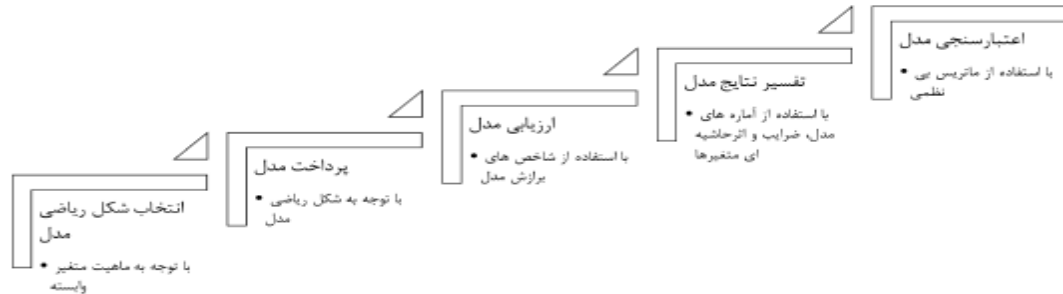 انتخاب شکل ریاضی
مدل
• با توجه به ماهیت متغیر
وابسته
پرداخت مدل
• با توجه به شکل ریاضی
مدل
ارزیابی مدل
• با استفاده از شاخص های
برازش مدل
تفسیر نتایج مدل
• با استفاده از آماره های
مدل، ضرایب و اثرحاشیه
ای متغیرها
اعتبارسنجی مدل
• با استفاده از ماتریس بی
نظمی